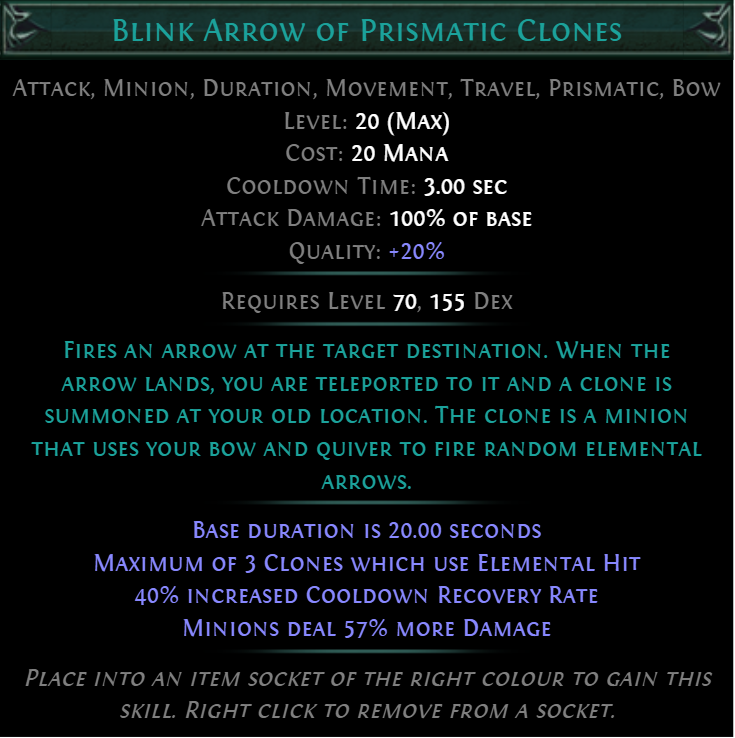 Blink Arrow of Prismatic Clones
Attack, Minion, Duration, Movement, Travel, Prismatic, Bow
Level: 20 (Max)
Cost: 20 Mana
Cooldown Time: 3.00 sec
Attack Damage: 100% of base
Quality: +20%
Requires Level 70, 155 Dex
Fires an arrow at the target destination. When the
arrow lands, you are teleported to it and a clone is
summoned at your old location. The clone is a minion
that uses your bow and quiver to fire random elemental
arrows.
Base duration is 20.00 seconds
Maximum of 3 Clones which use Elemental Hit
40% increased Cooldown Recovery Rate
Minions deal 57% more Damage
Place into an item socket of the right colour to gain this
skill. Right click to remove from a socket.